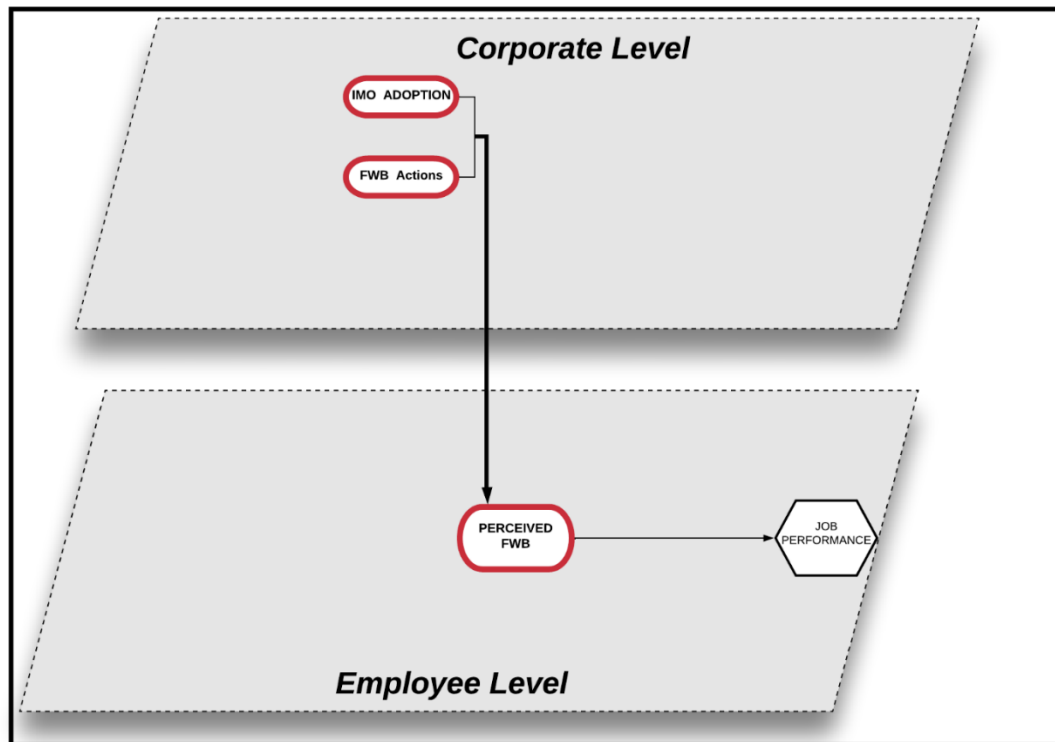 Corporate Level
IMO ADOPTION
FWB Actions
PERCEIVED
FWB
JOB
PERFORMANCE
Employee Level